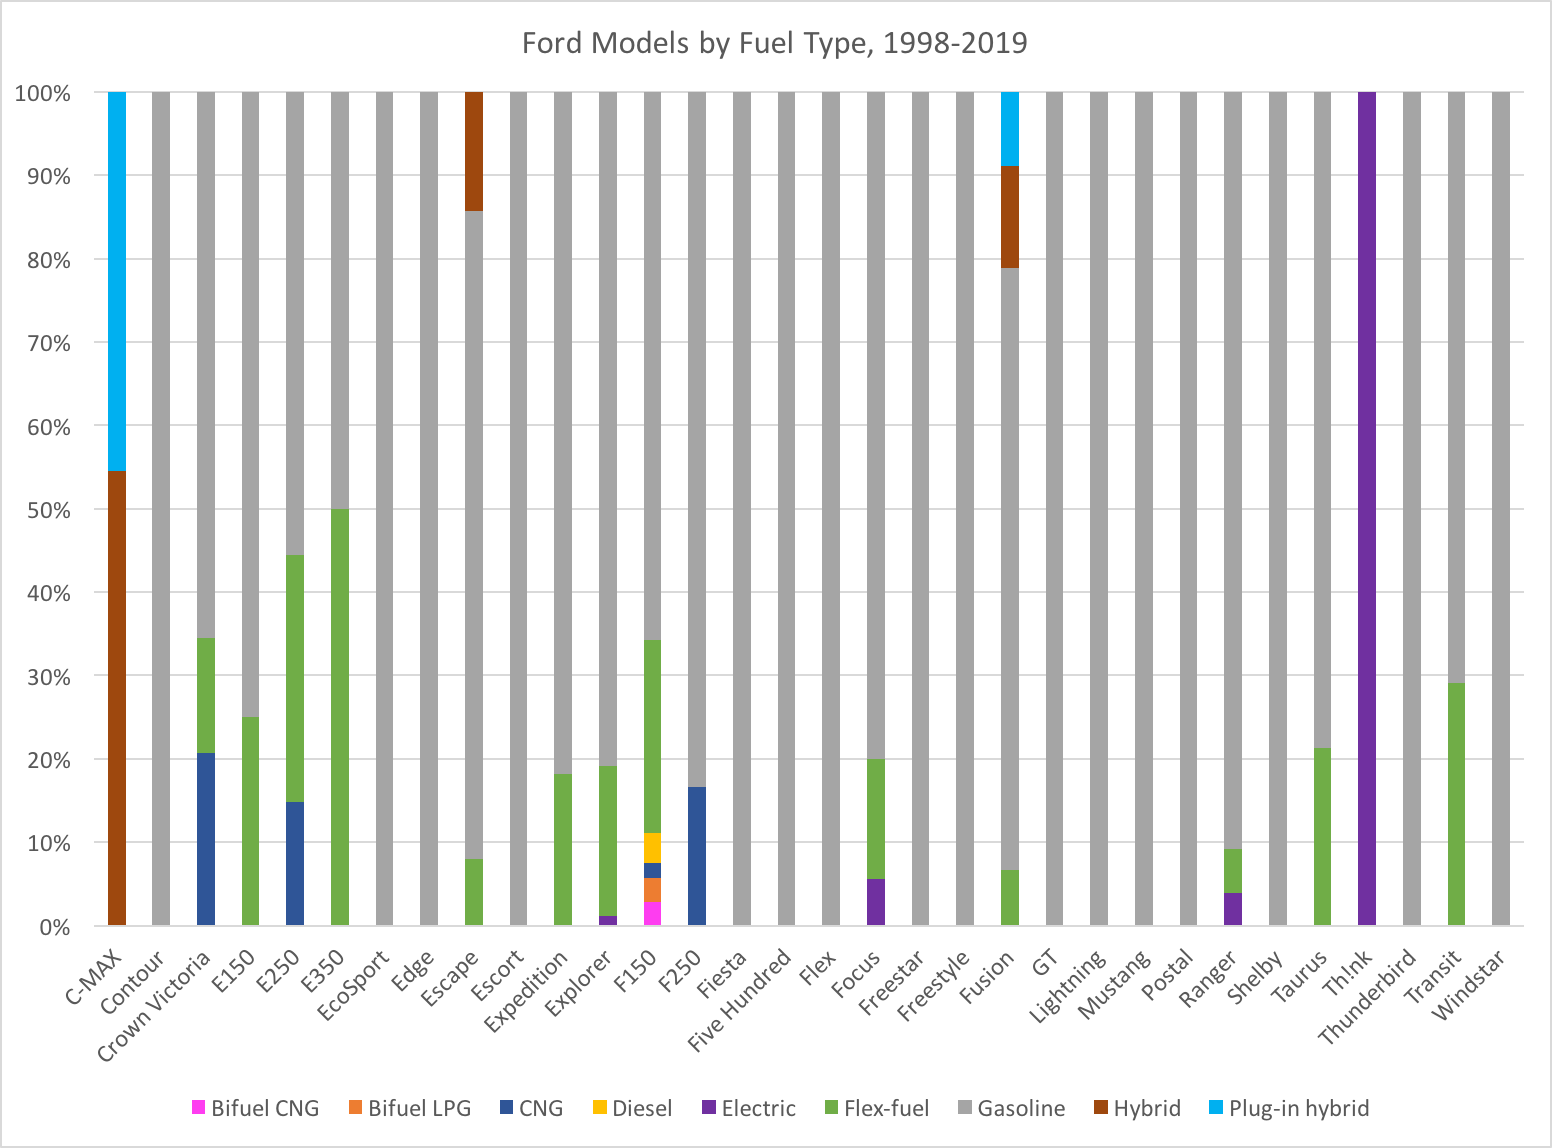 Ford Models by Fuel Type, 1998-2019
100%
90%
80%
70%
60%
50%
40%
30%
20%
10%
0%
C-MAX
Contour
Crown Victoria
E150
E250
E350
EcoSport
Edge
Escape
Escort
Expedition
Explorer
F150
F250
Fiesta
Five Hundred
Flex
Focus
Freestar
Freestyle
Fusion
GT
Lightning
Mustang
Postal
Ranger
Shelby
Taurus
Th!nk
Thunderbird
Transit
Windstar
Bifuel CNG Bifuel LPG CNG Diesel Electric Flex-fuel Gasoline Hybrid Plug-in hybrid